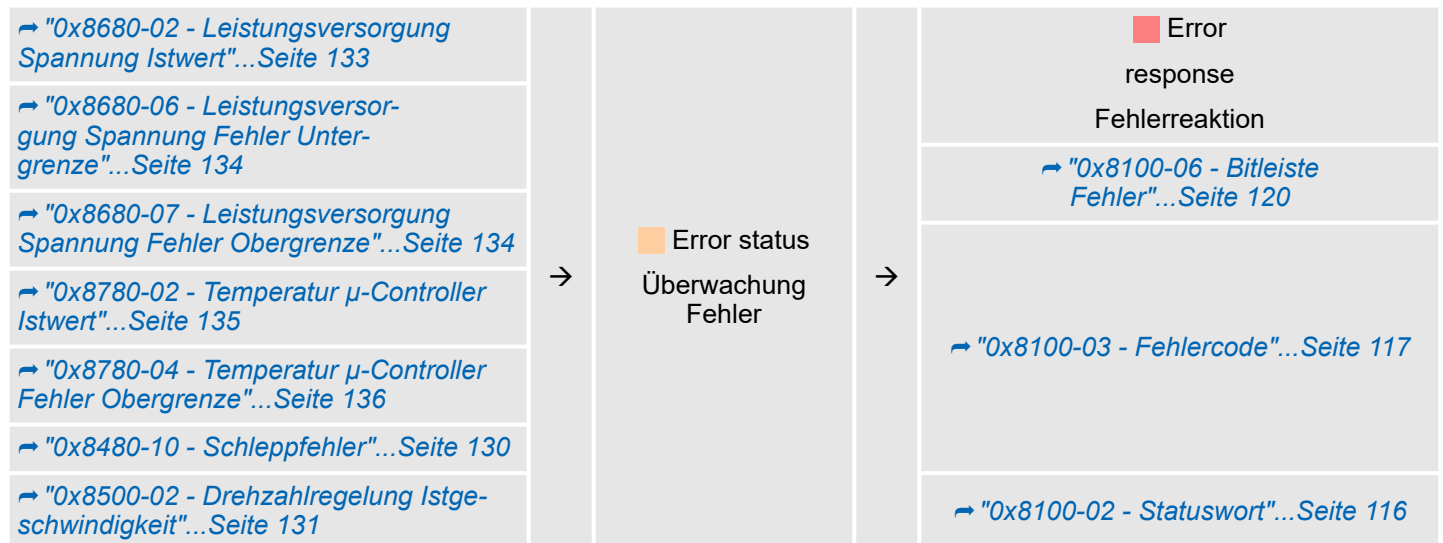 ➦ "0x8680-02 - Leistungsversorgung
Spannung Istwert"...Seite 133
➦ "0x8680-06 - Leistungsversor-
gung Spannung Fehler Unter-
grenze"...Seite 134
➦ "0x8680-07 - Leistungsversorgung
Spannung Fehler Obergrenze"...Seite 134
➦ "0x8780-02 - Temperatur μ-Controller
Istwert"...Seite 135
➦ "0x8780-04 - Temperatur μ-Controller
Fehler Obergrenze"...Seite 136
➦ "0x8480-10 - Schleppfehler"...Seite 130
➦ "0x8500-02 - Drehzahlregelung Istge-
schwindigkeit"...Seite 131
→
Error status
Überwachung
Fehler
→
Error
response
Fehlerreaktion
➦ "0x8100-06 - Bitleiste
Fehler"...Seite 120
➦ "0x8100-03 - Fehlercode"...Seite 117
➦ "0x8100-02 - Statuswort"...Seite 116